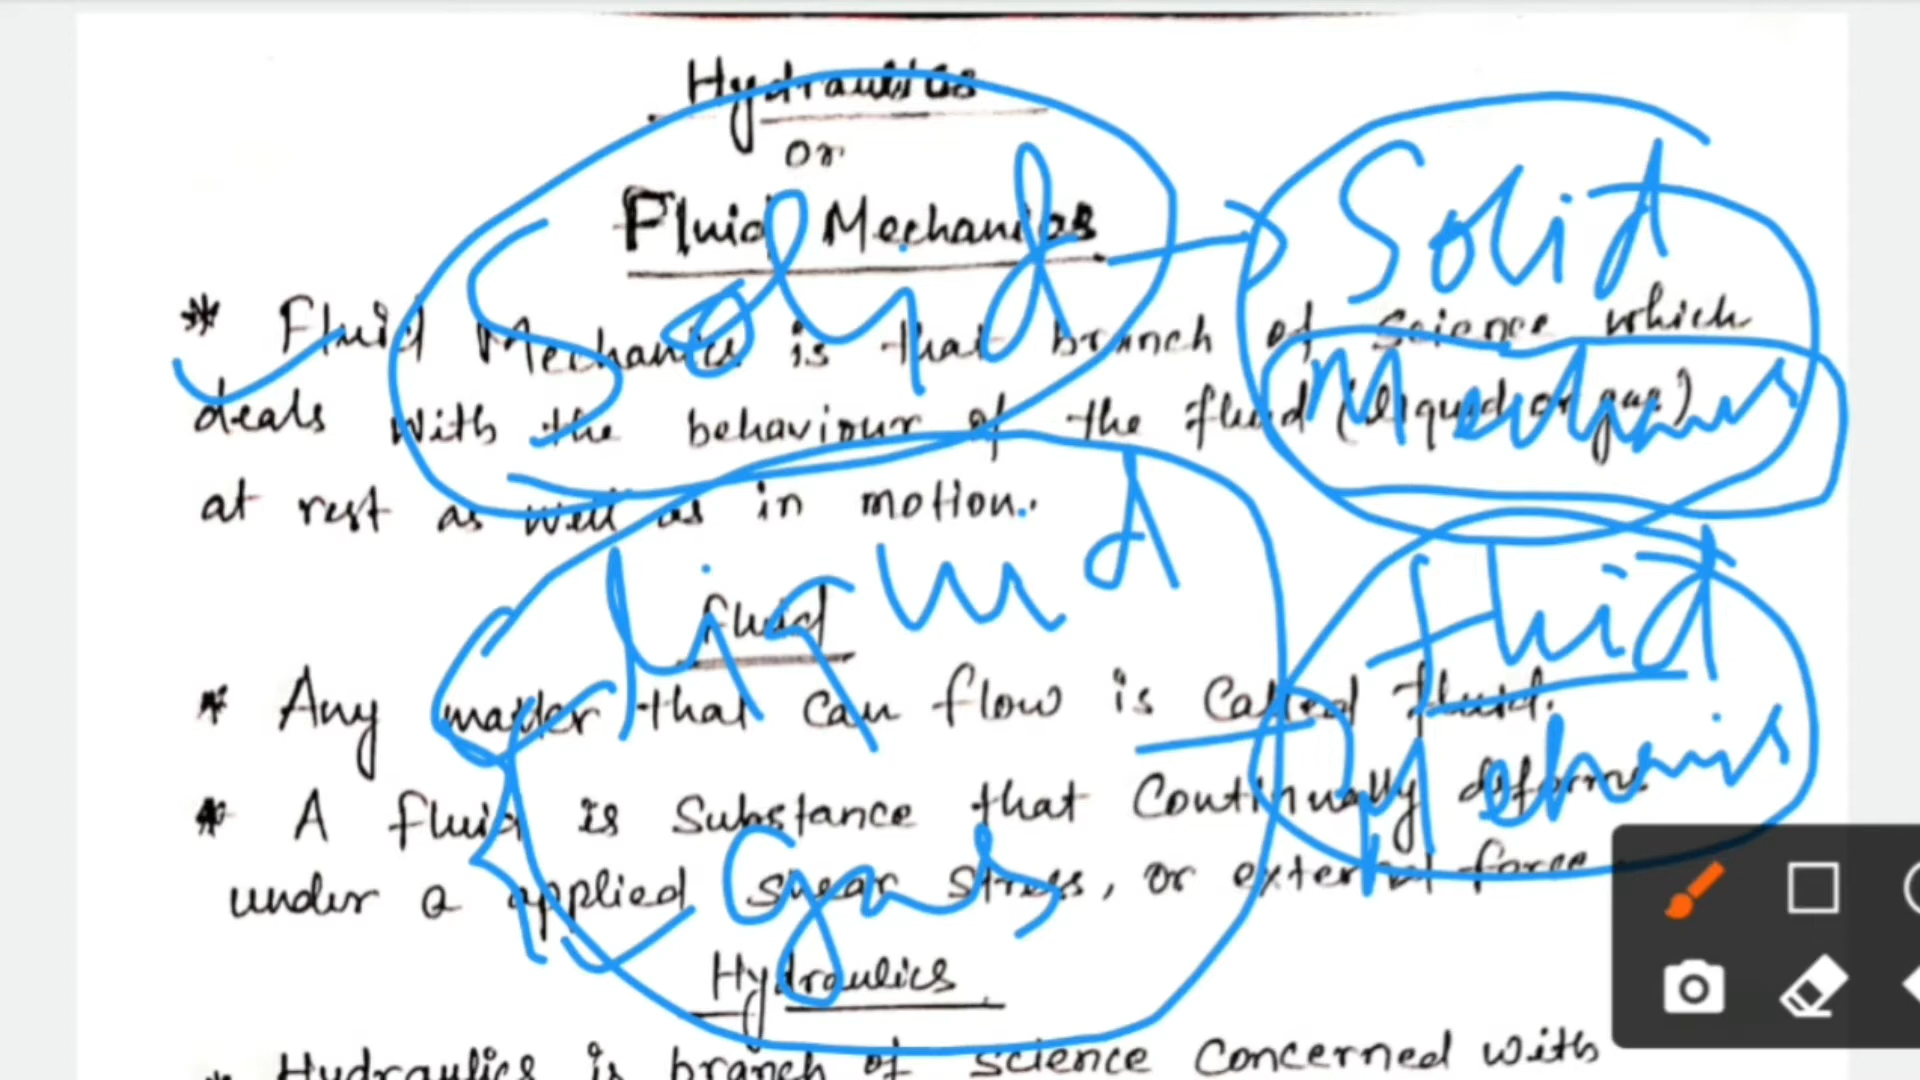 Hydraulics
or
Fluid Mechanics
* Fluid Mechanics is that branch of science which
deals with the behaviour of the fluid (liquid or gas)
at rest as well as in motion.
fluid
* Any matter that can flow is called fluid.
* A fluid is substance that continually deforms
under a applied shear stress, or external force
Hydraulics
* Hydraulics is branch of science concerned with
Solid
Solid
Mechanics
liquid
Gas
fluid
Mechanics